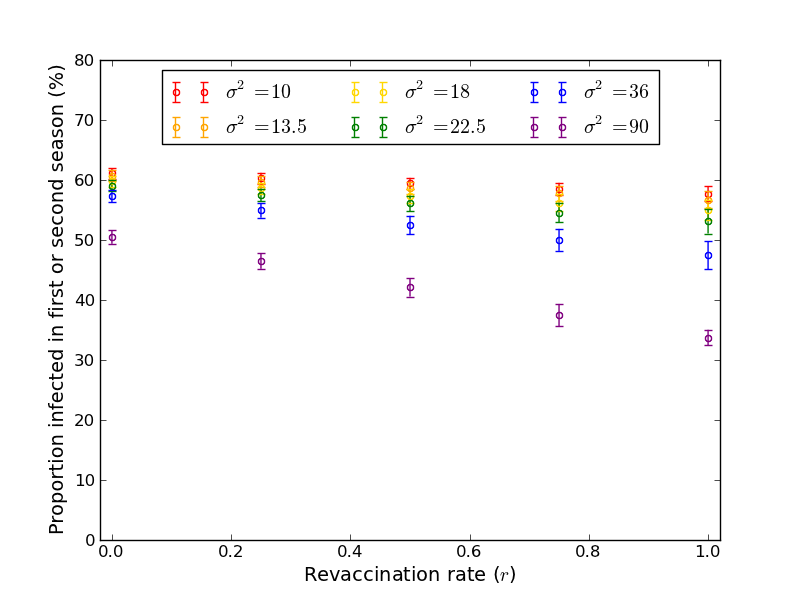 80
70
60
50
40
30
20
10
0
Proportion infected in first or second season (%)
σ² =10
σ² =18
σ² =36
σ² =13.5
σ² =22.5
σ² =90
0.0 0.2 0.4 0.6 0.8 1.0
Revaccination rate (r)